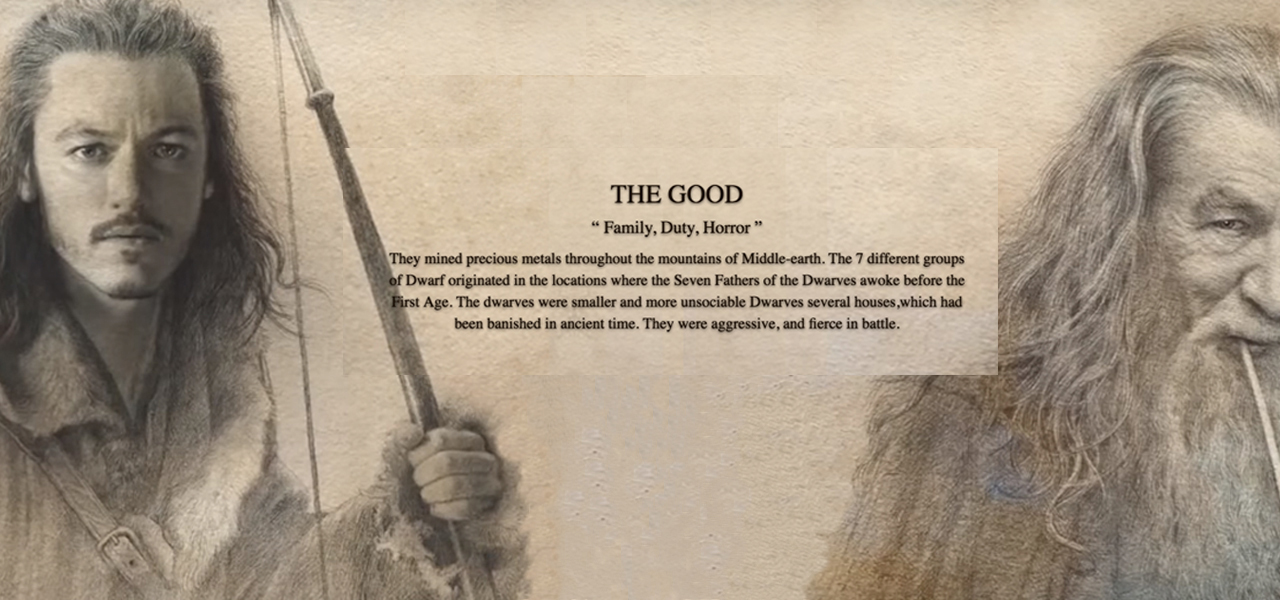 THE GOOD
“ Family, Duty, Horror ”
They mined precious metals throughout the mountains of Middle-earth. The 7 different groups
of Dwarf originated in the locations where the Seven Fathers of the Dwarves awoke before the
First Age. The dwarves were smaller and more unsociable Dwarves several houses,which had
been banished in ancient time. They were aggressive, and fierce in battle.